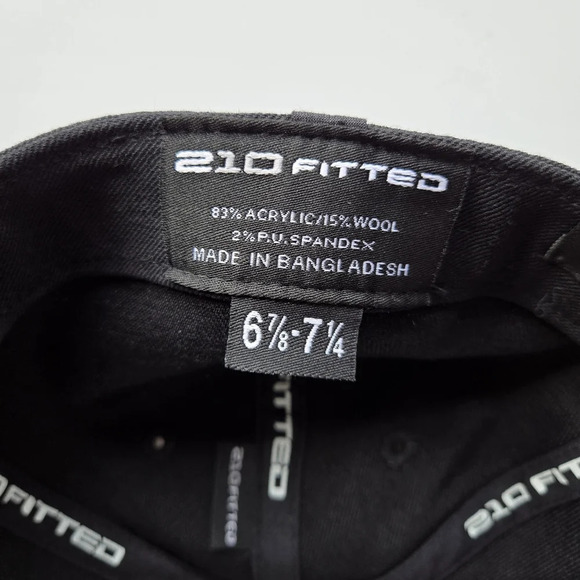 210 FITTED
83% ACRYLIC/15% WOOL
2% P.U. SPANDEX
MADE IN BANGLADESH
6⅞-7¼
210 FITTED
210 FITTED
FITTED
210 FITTED